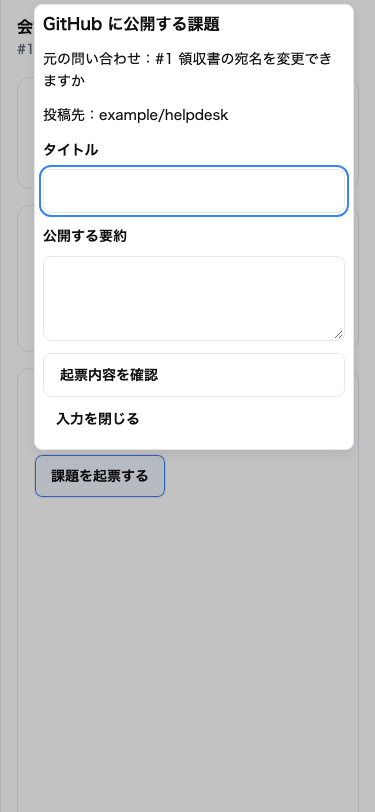 会
#1
GitHub に公開する課題
元の問い合わせ：#1 領収書の宛名を変更でき
ますか
投稿先：example/helpdesk
タイトル
公開する要約
起票内容を確認
入力を閉じる
課題を起票する